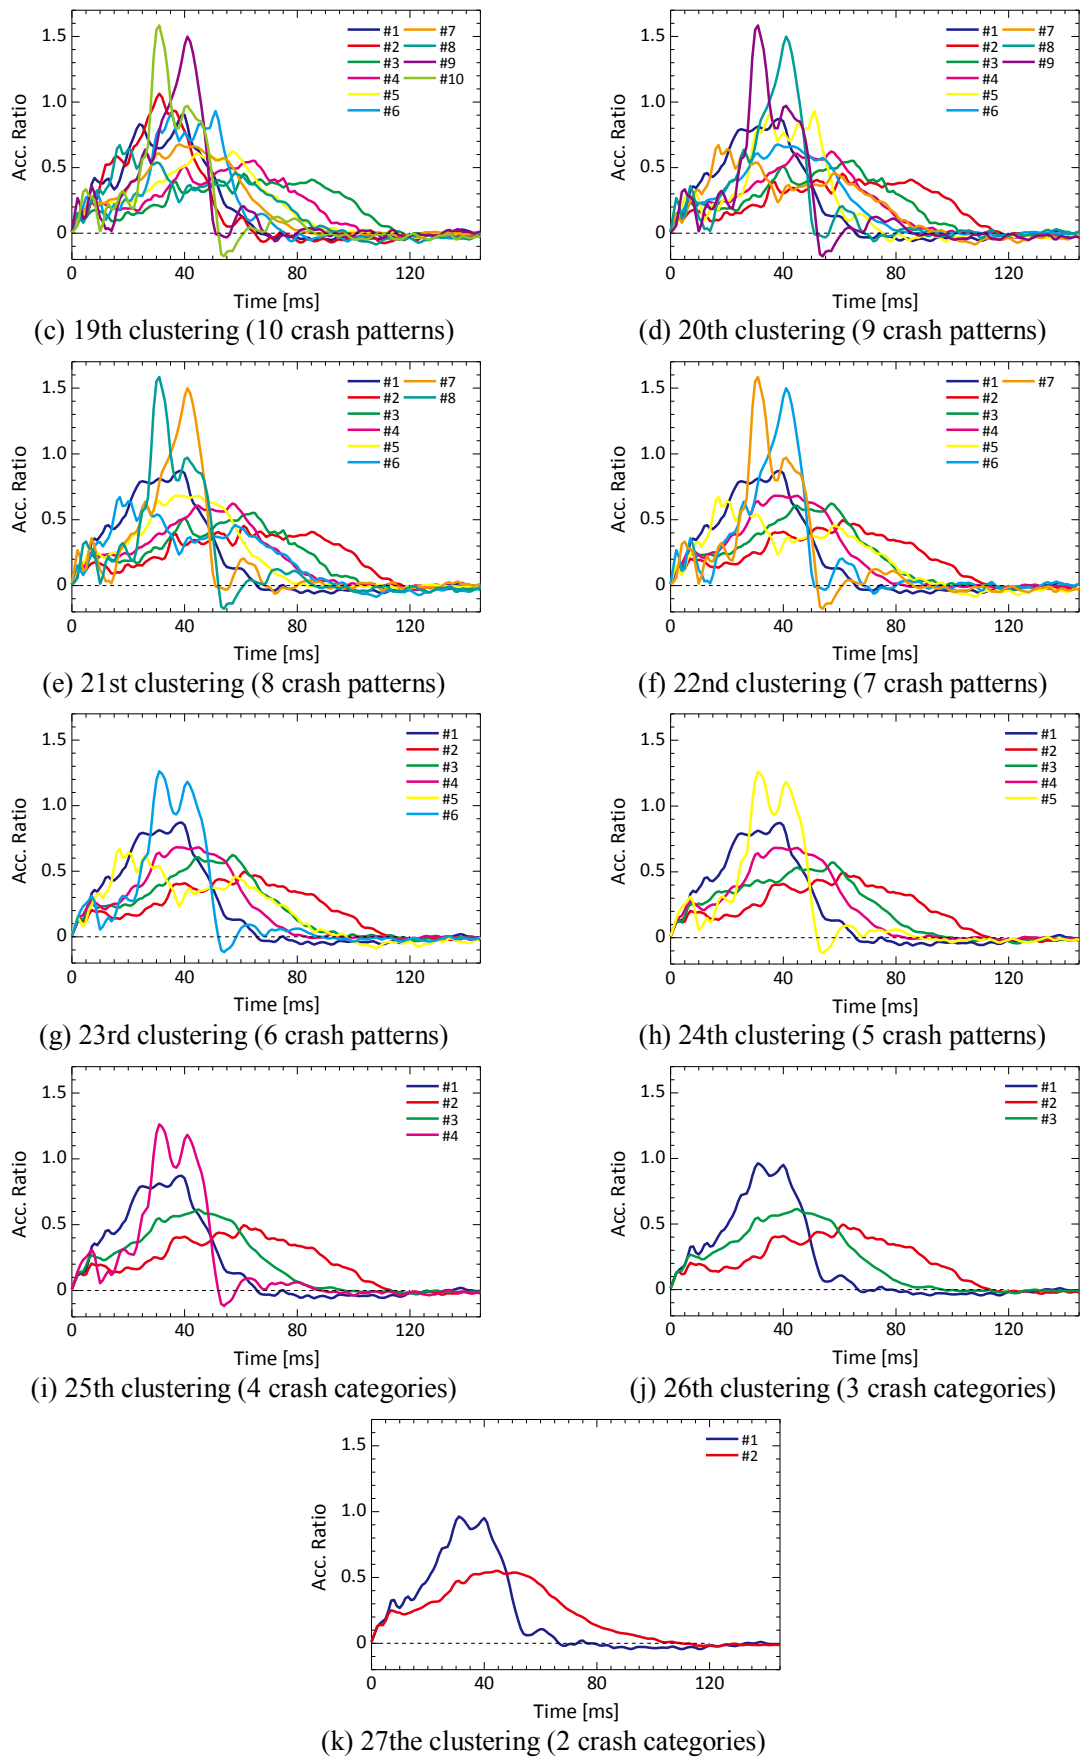 1.5
1.0
0.5
0
Acc. Ratio
#1 #7
#2 #8
#3 #9
#4 #10
#5
#6
0 40 80 120
Time [ms]
(c) 19th clustering (10 crash patterns)
1.5
1.0
0.5
0
Acc. Ratio
#1 #7
#2 #8
#3 #9
#4
#5
#6
0 40 80 120
Time [ms]
(d) 20th clustering (9 crash patterns)
1.5
1.0
0.5
0
Acc. Ratio
#1 #7
#2 #8
#3
#4
#5
#6
0 40 80 120
Time [ms]
(e) 21st clustering (8 crash patterns)
1.5
1.0
0.5
0
Acc. Ratio
#1 #7
#2
#3
#4
#5
#6
0 40 80 120
Time [ms]
(f) 22nd clustering (7 crash patterns)
1.5
1.0
0.5
0
Acc. Ratio
#1
#2
#3
#4
#5
#6
0 40 80 120
Time [ms]
(g) 23rd clustering (6 crash patterns)
1.5
1.0
0.5
0
Acc. Ratio
#1
#2
#3
#4
#5
0 40 80 120
Time [ms]
(h) 24th clustering (5 crash patterns)
1.5
1.0
0.5
0
Acc. Ratio
#1
#2
#3
#4
0 40 80 120
Time [ms]
(i) 25th clustering (4 crash categories)
1.5
1.0
0.5
0
Acc. Ratio
#1
#2
#3
0 40 80 120
Time [ms]
(j) 26th clustering (3 crash categories)
1.5
1.0
0.5
0
Acc. Ratio
#1
#2
0 40 80 120
Time [ms]
(k) 27the clustering (2 crash categories)